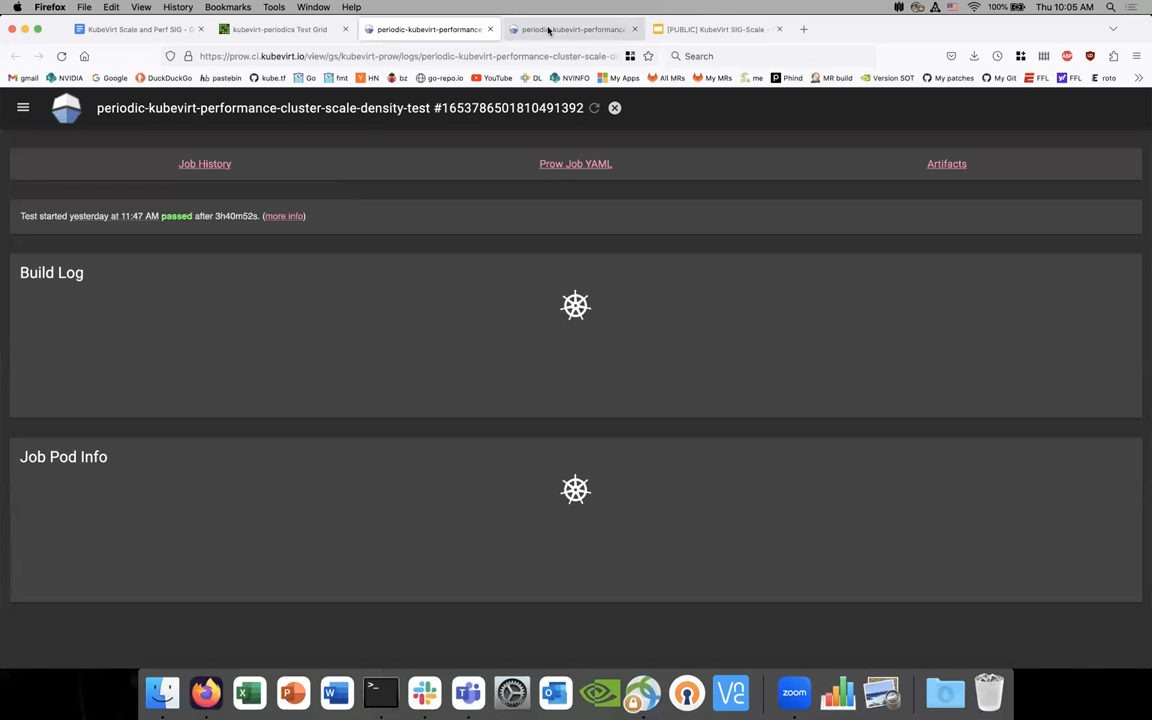 Firefox File Edit View History Bookmarks Tools Window Help 100% Thu 10:05 AM
KubeVirt Scale and Perf SIG - kubevirt-periodics Test Grid periodic-kubevirt-performance periodic-kubevirt-performance [PUBLIC] KubeVirt SIG-Scale -
https://prow.ci.kubevirt.io/view/gs/kubevirt-prow/logs/periodic-kubevirt-performance-cluster-scale-d Search
gmail NVIDIA Google DuckDuckGo pastebin kube.tf Go fmt HN bz go-repo.io YouTube DL NVINFO My Apps All MRs My MRs me Phind MR build Version SOT My patches My Git FFL FFL eroto
periodic-kubevirt-performance-cluster-scale-density-test #1653786501810491392
Job History Prow Job YAML Artifacts
Test started yesterday at 11:47 AM passed after 3h40m52s. (more info)
Build Log
Job Pod Info
zoom